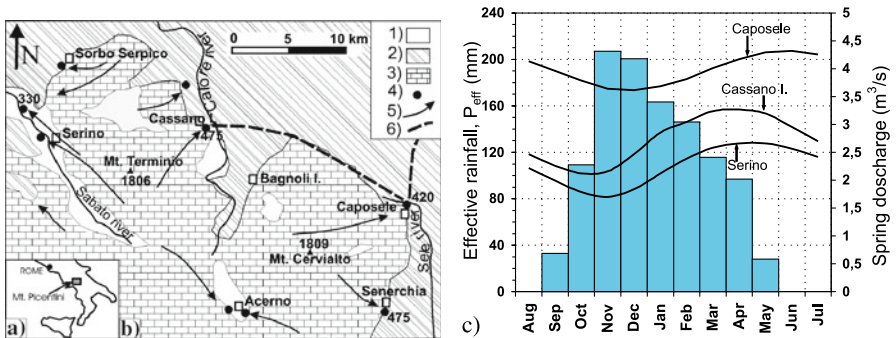 N
Sorbo Serpico
Calore river
0 5 10 km
1)
2)
3)
4)
5)
6)
330
Serino
Cassano
475
Mt. Terminio
1806
Bagnoli I.
Sabato river
420
Caposele
Sele river
1809
Mt. Cervialto
Senerchia
475
Acerno
ROME
Mt. Picentini
a)
b)
c)
Effective rainfall, Peff (mm)
240
200
160
120
80
40
0
Caposele
Cassano I.
Serino
5
4,5
4
3,5
3
2,5
2
1,5
1
0,5
0
Spring doscharge (m³/s)
Aug
Sep
Oct
Nov
Dec
Jan
Feb
Mar
Apr
May
Jun
Jul